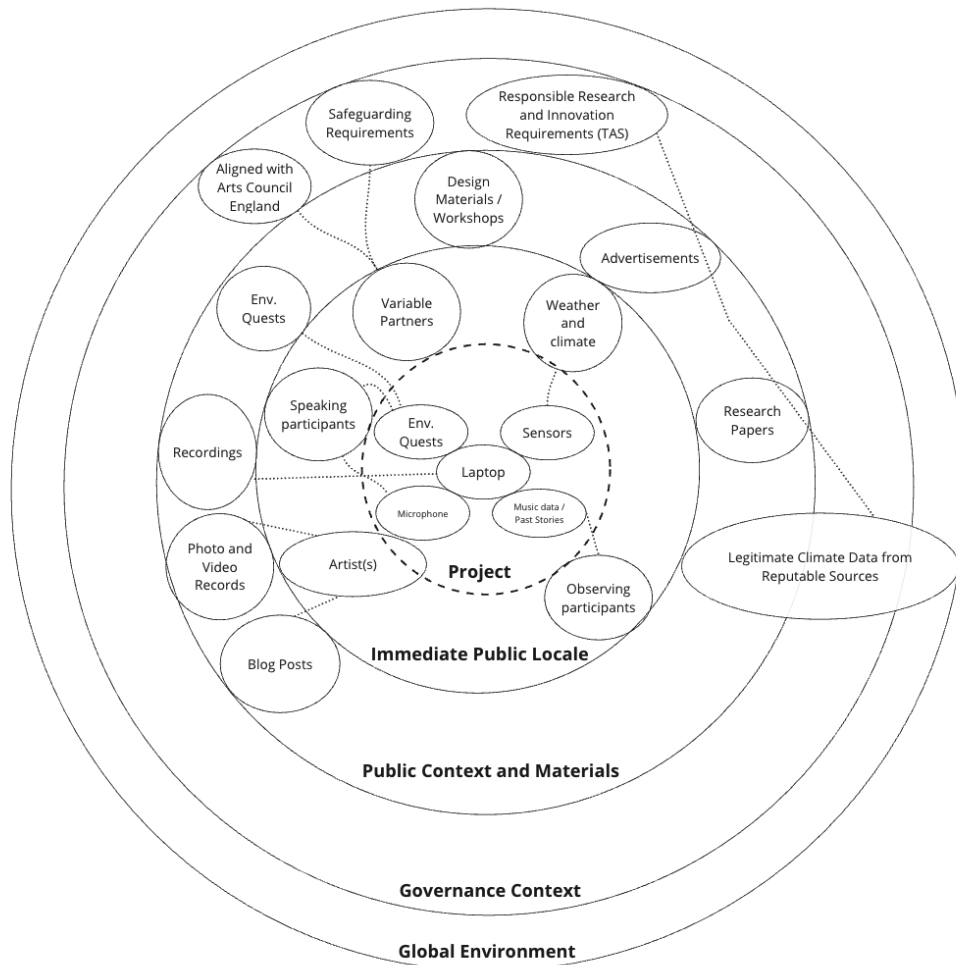 Safeguarding
Requirements
Responsible Research
and Innovation
Requirements (TAS)
Aligned with
Arts Council
England
Design
Materials /
Workshops
Advertisements
Env.
Quests
Variable
Partners
Weather
and
climate
Speaking
participants
Env.
Quests
Sensors
Research
Papers
Recordings
Laptop
Microphone
Music data /
Past Stories
Photo and
Video
Records
Artist(s)
Project
Observing
participants
Legitimate Climate Data from
Reputable Sources
Immediate Public Locale
Blog Posts
Public Context and Materials
Governance Context
Global Environment